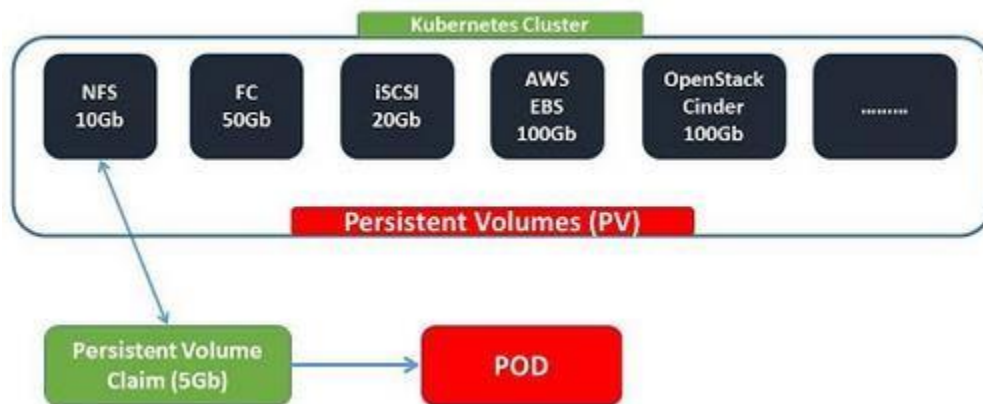 Kubernetes Cluster
NFS
10Gb
FC
50Gb
iSCSI
20Gb
AWS
EBS
100Gb
OpenStack
Cinder
100Gb
.........
Persistent Volumes (PV)
Persistent Volume
Claim (5Gb)
POD